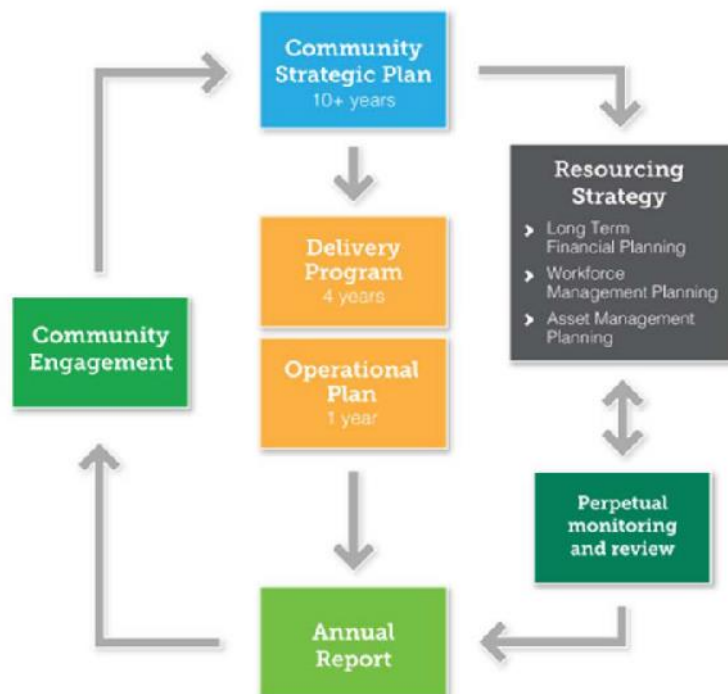 Community
Strategic Plan
10+ years
Resourcing
Strategy
Long Term
Financial Planning
Workforce
Management Planning
Asset Management
Planning
Delivery
Program
4 years
Community
Engagement
Operational
Plan
1 year
Perpetual
monitoring
and review
Annual
Report